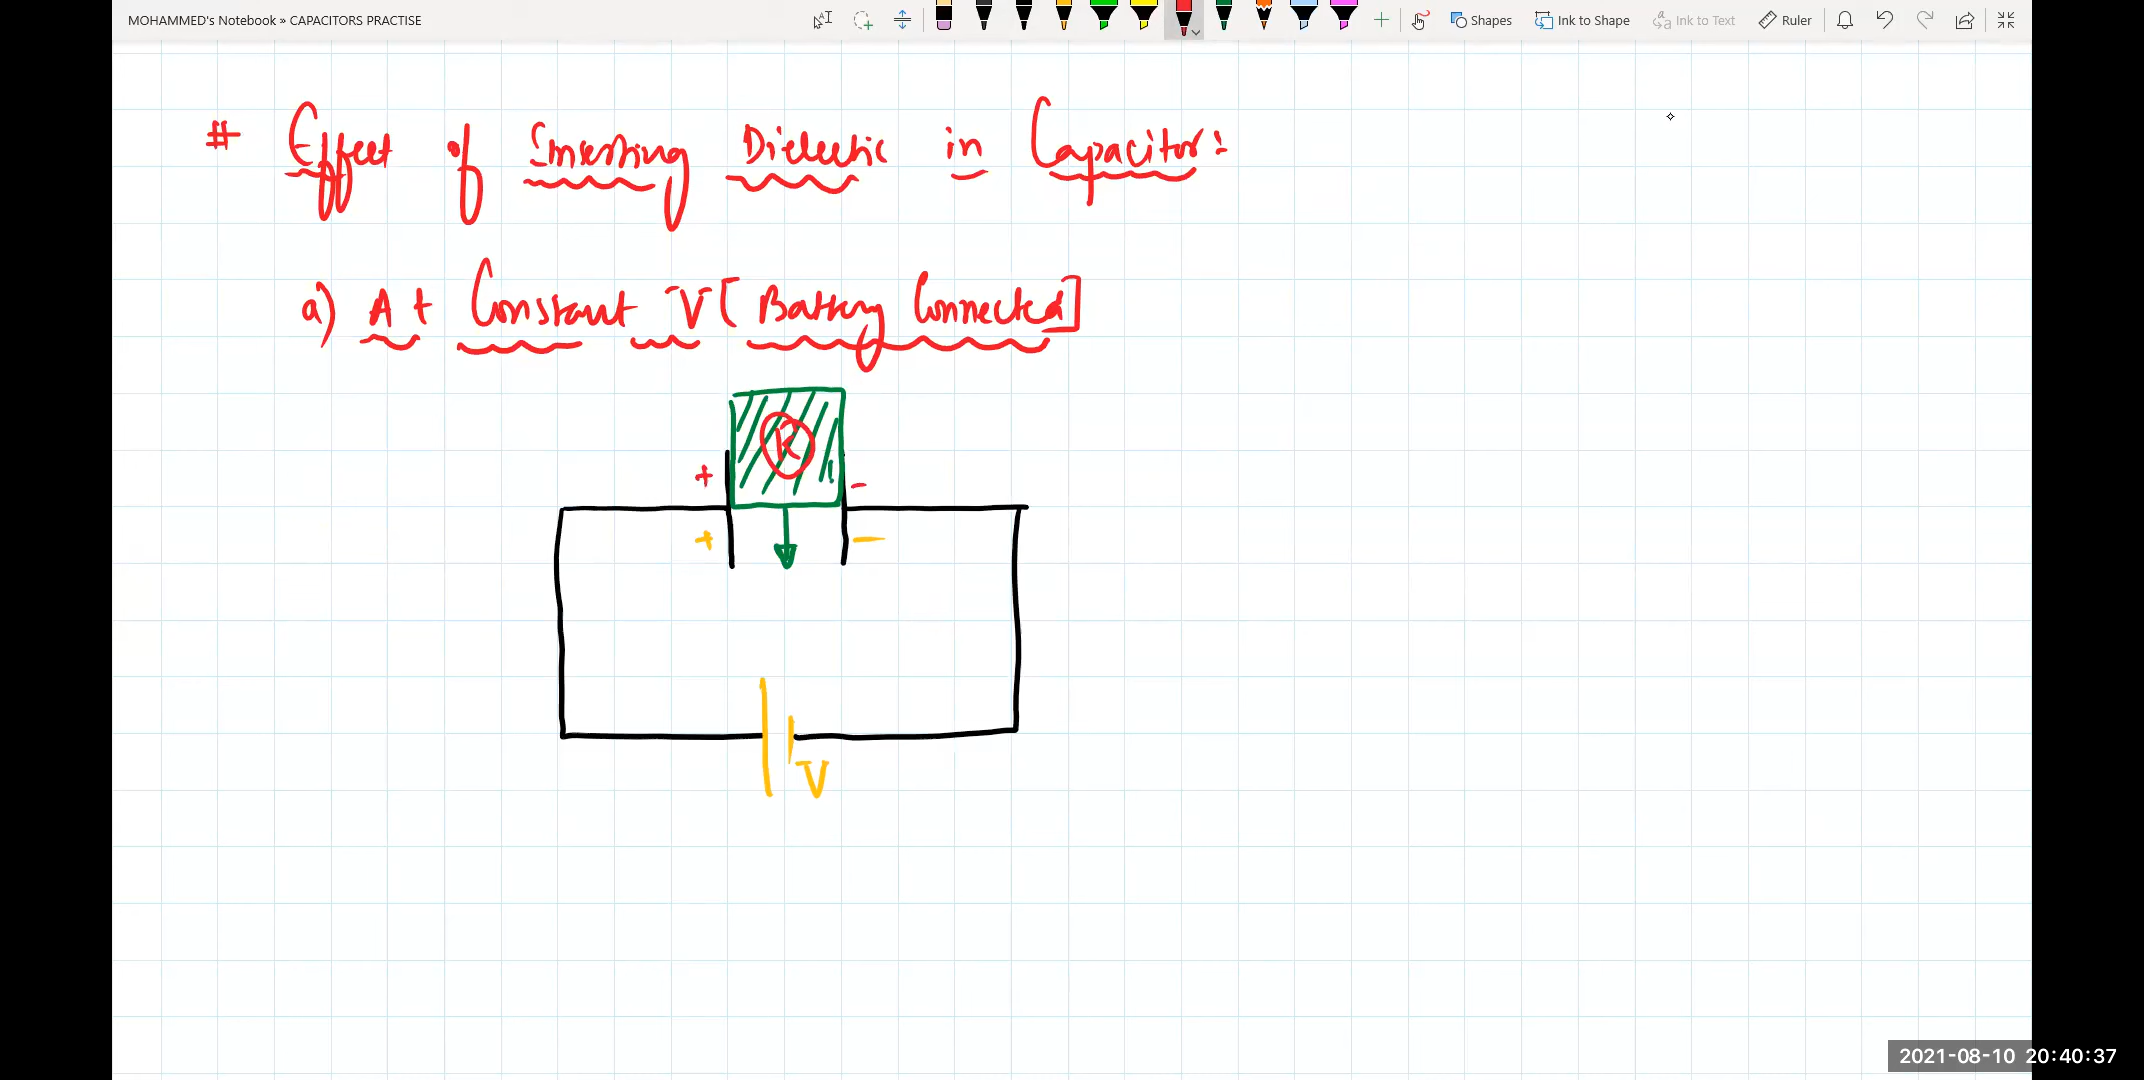 MOHAMMED's Notebook » CAPACITORS PRACTISE
Shapes Ink to Shape Ink to Text Ruler
# Effect of Inserting Dielectric in Capacitor:
a) At Constant V [Battery Connected]
K
+ -
+ -
V
2021-08-10 20:40:37